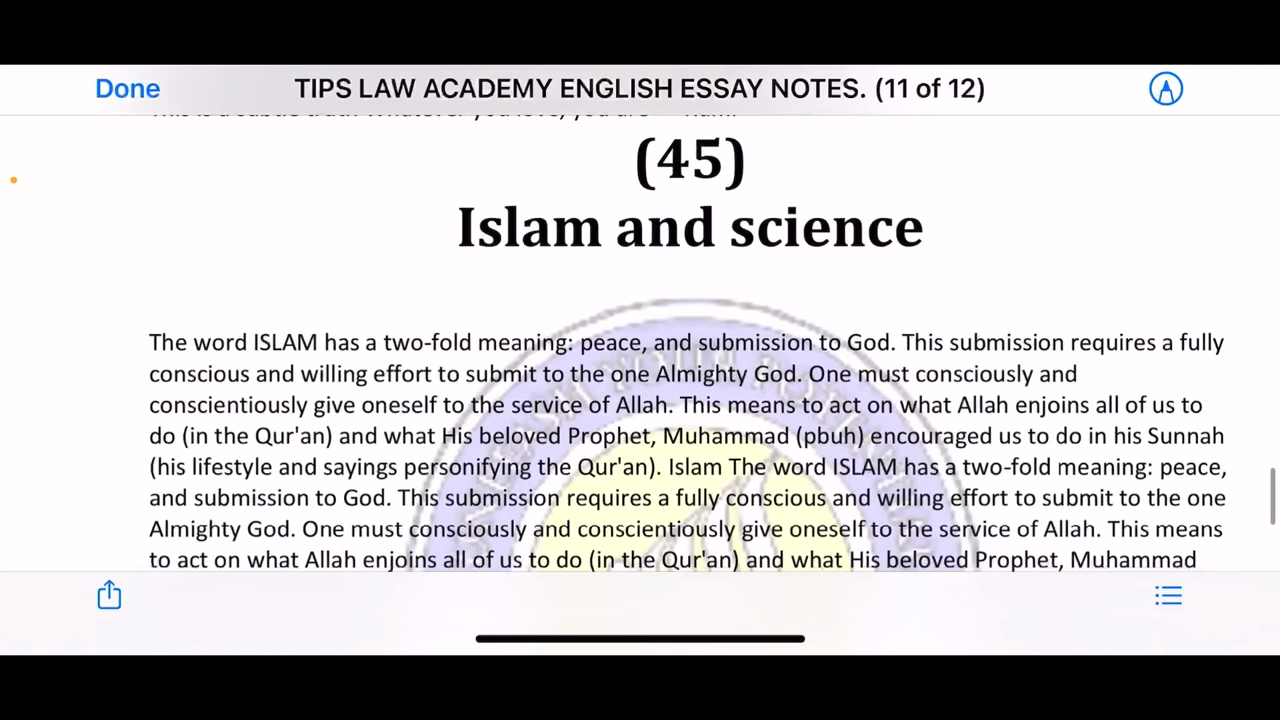 Done TIPS LAW ACADEMY ENGLISH ESSAY NOTES. (11 of 12)
(45)
Islam and science
The word ISLAM has a two-fold meaning: peace, and submission to God. This submission requires a fully
conscious and willing effort to submit to the one Almighty God. One must consciously and
conscientiously give oneself to the service of Allah. This means to act on what Allah enjoins all of us to
do (in the Qur'an) and what His beloved Prophet, Muhammad (pbuh) encouraged us to do in his Sunnah
(his lifestyle and sayings personifying the Qur'an). Islam The word ISLAM has a two-fold meaning: peace,
and submission to God. This submission requires a fully conscious and willing effort to submit to the one
Almighty God. One must consciously and conscientiously give oneself to the service of Allah. This means
to act on what Allah enjoins all of us to do (in the Qur'an) and what His beloved Prophet, Muhammad